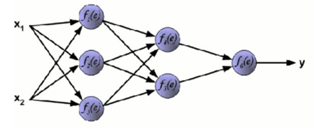 x₁
x₂
f₁(e)
f₂(e)
f₃(e)
f₄(e)
f₅(e)
f₆(e)
y